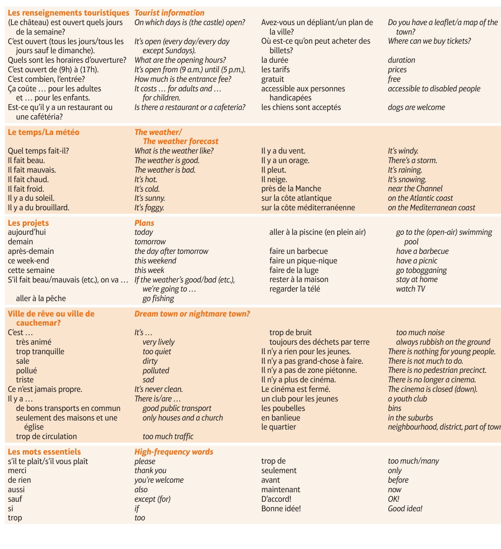 Les renseignements touristiques Tourist information
(Le château) est ouvert quels jours de la semaine? On which days is (the castle) open?
C'est ouvert (tous les jours/tous les jours sauf le dimanche). It's open (every day/every day except Sundays).
Quels sont les horaires d'ouverture? What are the opening hours?
C'est ouvert de (9h) à (17h). It's open from (9 a.m.) until (5 p.m.).
C'est combien, l'entrée? How much is the entrance fee?
Ça coûte … pour les adultes et … pour les enfants. It costs … for adults and … for children.
Est-ce qu'il y a un restaurant ou une cafétéria? Is there a restaurant or a cafeteria?
Avez-vous un dépliant/un plan de la ville? Do you have a leaflet/a map of the town?
Où est-ce qu'on peut acheter des billets? Where can we buy tickets?
la durée duration
les tarifs prices
gratuit free
accessible aux personnes handicapées accessible to disabled people
les chiens sont acceptés dogs are welcome
Le temps/La météo The weather/ The weather forecast
Quel temps fait-il? What is the weather like?
Il fait beau. The weather is good.
Il fait mauvais. The weather is bad.
Il fait chaud. It's hot.
Il fait froid. It's cold.
Il y a du soleil. It's sunny.
Il y a du brouillard. It's foggy.
Il y a du vent. It's windy.
Il y a un orage. There's a storm.
Il pleut. It's raining.
Il neige. It's snowing.
près de la Manche near the Channel
sur la côte atlantique on the Atlantic coast
sur la côte méditerranéenne on the Mediterranean coast
Les projets Plans
aujourd'hui today
demain tomorrow
après-demain the day after tomorrow
ce week-end this weekend
cette semaine this week
S'il fait beau/mauvais (etc.), on va … If the weather's good/bad (etc.), we're going to …
aller à la pêche go fishing
aller à la piscine (en plein air) go to the (open-air) swimming pool
faire un barbecue have a barbecue
faire un pique-nique have a picnic
faire de la luge go tobogganing
rester à la maison stay at home
regarder la télé watch TV
Ville de rêve ou ville de cauchemar? Dream town or nightmare town?
C'est … It's …
très animé very lively
trop tranquille too quiet
sale dirty
pollué polluted
triste sad
Ce n'est jamais propre. It's never clean.
Il y a … There is/are …
de bons transports en commun good public transport
seulement des maisons et une église only houses and a church
trop de circulation too much traffic
trop de bruit too much noise
toujours des déchets par terre always rubbish on the ground
Il n'y a rien pour les jeunes. There is nothing for young people.
Il n'y a pas grand-chose à faire. There is not much to do.
Il n'y a pas de zone piétonne. There is no pedestrian precinct.
Il n'y a plus de cinéma. There is no longer a cinema.
Le cinéma est fermé. The cinema is closed (down).
un club pour les jeunes a youth club
les poubelles bins
en banlieue in the suburbs
le quartier neighbourhood, district, part of town
Les mots essentiels High-frequency words
s'il te plaît/s'il vous plaît please
merci thank you
de rien you're welcome
aussi also
sauf except (for)
si if
trop too
trop de too much/many
seulement only
avant before
maintenant now
D'accord! OK!
Bonne idée! Good idea!